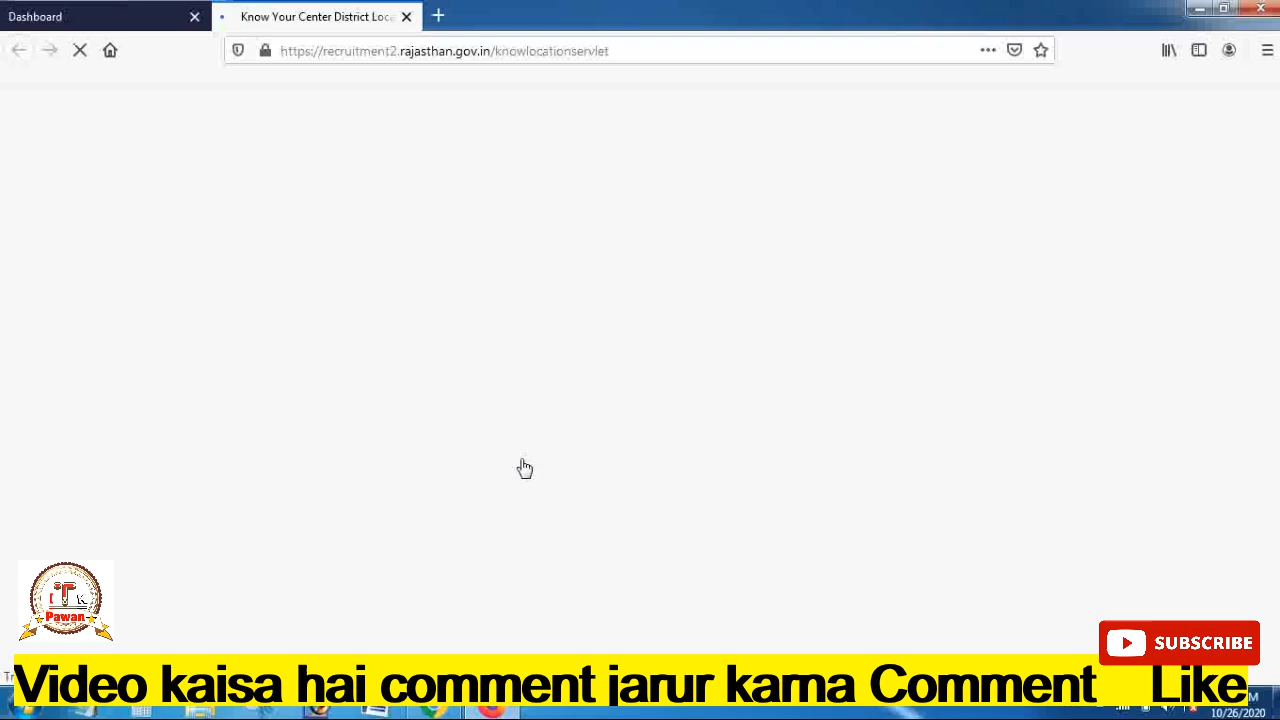 Dashboard
Know Your Center District Loca
https://recruitment2.rajasthan.gov.in/knowlocationservlet
Pawan
SUBSCRIBE
Video kaisa hai comment jarur karna Comment Like
10/26/2020